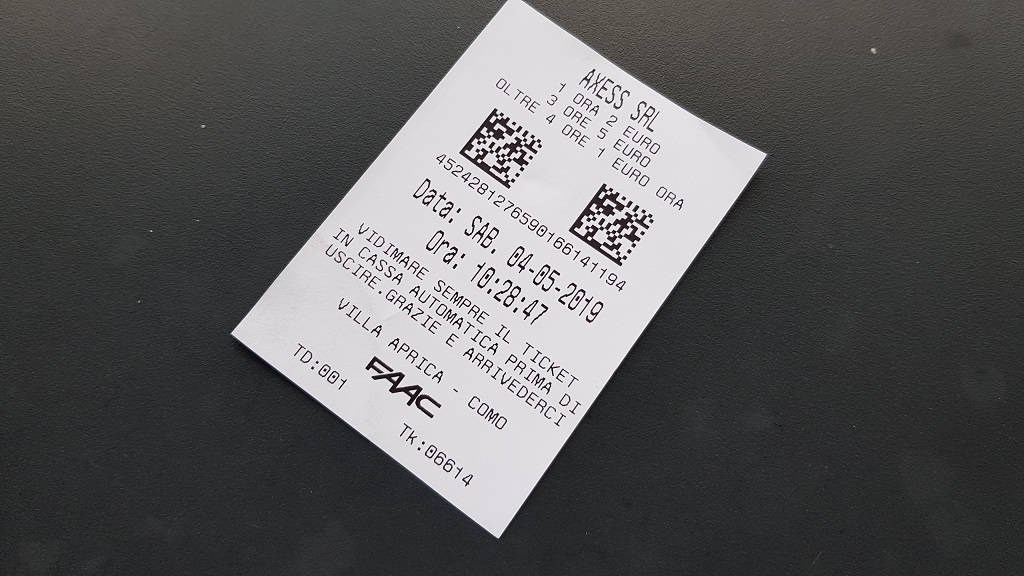 AXESS SRL
1 ORA 2 EURO
3 ORE 5 EURO
OLTRE 4 ORE 1 EURO ORA
4524281276590166141194
Data: SAB. 04-05-2019
Ora: 10:28:47
VIDIMARE SEMPRE IL TICKET
IN CASSA AUTOMATICA PRIMA DI
USCIRE.GRAZIE E ARRIVEDERCI
VILLA APRICA - COMO
FAAC
TD:001
Tk:06614